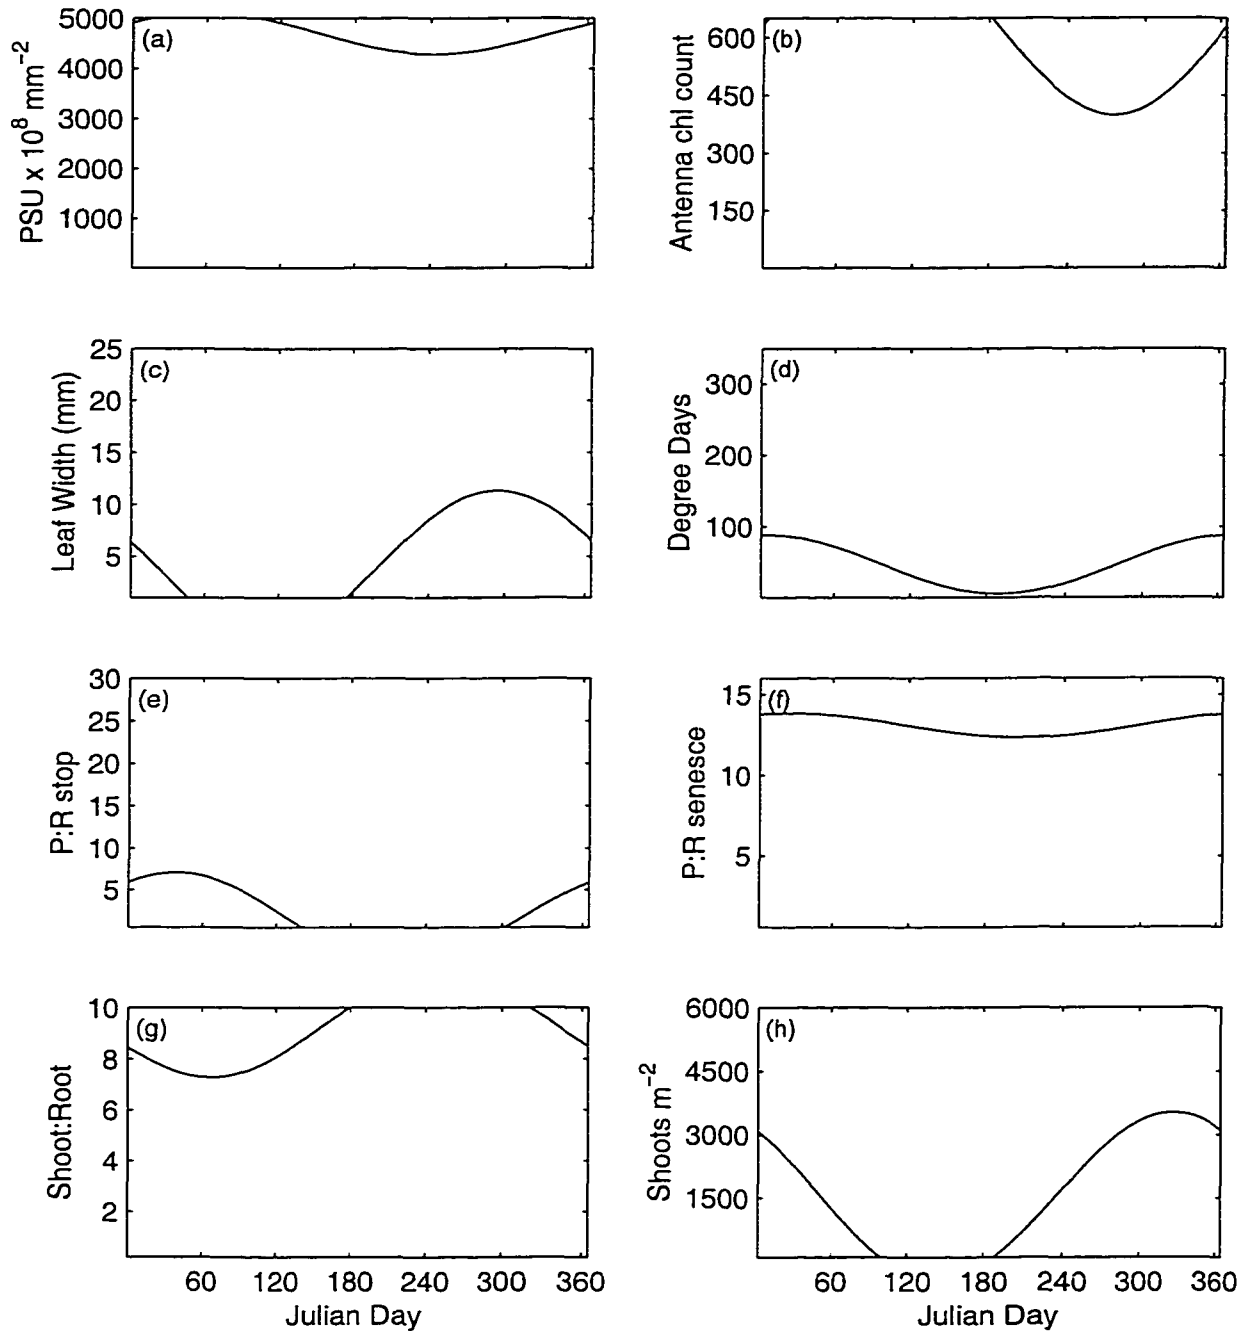 (a)
PSU x 10⁸ mm⁻²
5000
4000
3000
2000
1000
(b)
Antenna chl count
600
450
300
150
(c)
Leaf Width (mm)
25
20
15
10
5
(d)
Degree Days
300
200
100
(e)
P:R stop
30
25
20
15
10
5
(f)
P:R senesce
15
10
5
(g)
Shoot:Root
10
8
6
4
2
60 120 180 240 300 360
Julian Day
(h)
Shoots m⁻²
6000
4500
3000
1500
60 120 180 240 300 360
Julian Day